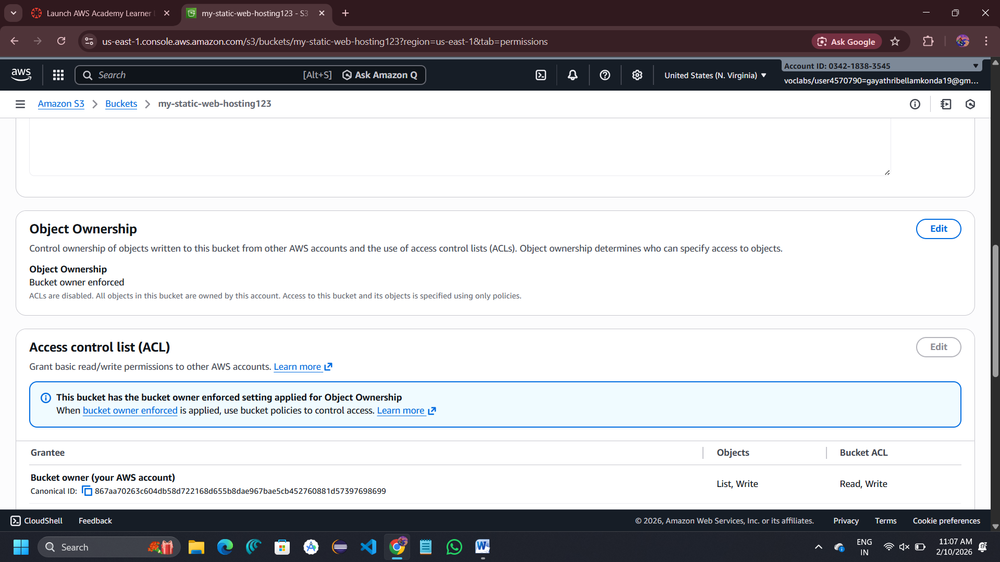 Launch AWS Academy Learner
my-static-web-hosting123 - S3
us-east-1.console.aws.amazon.com/s3/buckets/my-static-web-hosting123?region=us-east-1&tab=permissions
Ask Google
aws
Search
[Alt+S]
Ask Amazon Q
United States (N. Virginia)
Account ID: 0342-1838-3545
voclabs/user4570790=gayathribellamkonda19@gm...
Amazon S3
Buckets
my-static-web-hosting123
Object Ownership
Edit
Control ownership of objects written to this bucket from other AWS accounts and the use of access control lists (ACLs). Object ownership determines who can specify access to objects.
Object Ownership
Bucket owner enforced
ACLs are disabled. All objects in this bucket are owned by this account. Access to this bucket and its objects is specified using only policies.
Access control list (ACL)
Edit
Grant basic read/write permissions to other AWS accounts. Learn more
This bucket has the bucket owner enforced setting applied for Object Ownership
When bucket owner enforced is applied, use bucket policies to control access. Learn more
Grantee
Objects
Bucket ACL
Bucket owner (your AWS account)
Canonical ID: 867aa70263c604db58d722168d655b8dae967bae5cb452760881d57397698699
List, Write
Read, Write
CloudShell
Feedback
© 2026, Amazon Web Services, Inc. or its affiliates.
Privacy
Terms
Cookie preferences
Search
ENG
IN
11:07 AM
2/10/2026